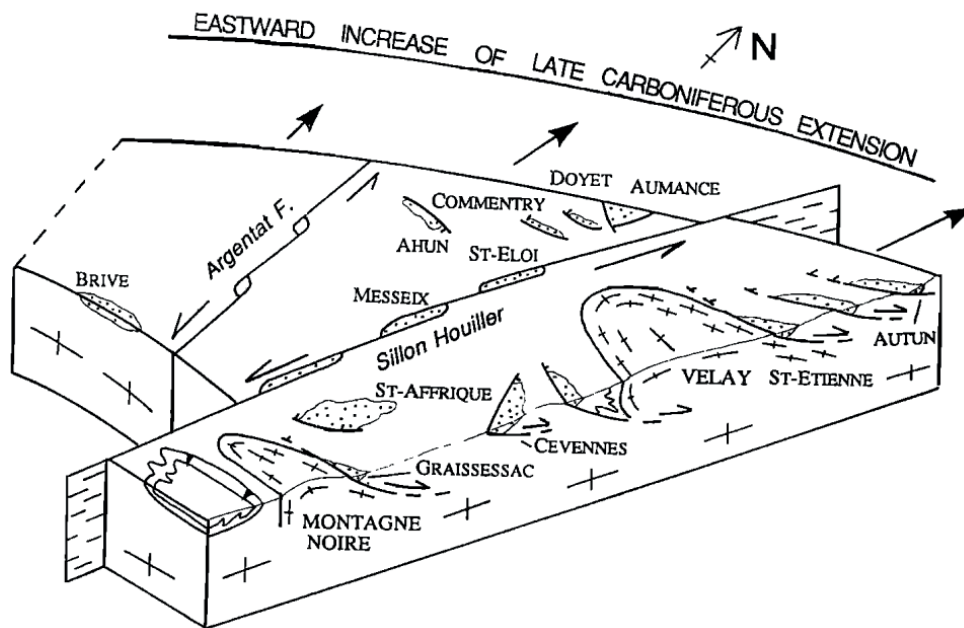 EASTWARD INCREASE OF LATE CARBONIFEROUS EXTENSION
N
DOYET AUMANCE
COMMENTRY
AHUN
ST-ELOI
Argentat F.
BRIVE
MESSEIX
Sillon Houiller
AUTUN
VELAY ST-ETIENNE
ST-AFFRIQUE
CEVENNES
GRAISSESSAC
MONTAGNE
NOIRE